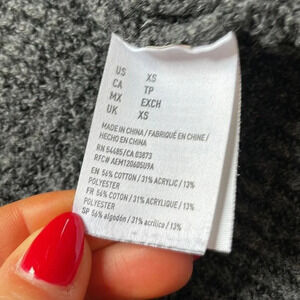 US XS
CA TP
MX EXCH
UK XS
MADE IN CHINA / FABRIQUÉ EN CHINE /
HECHO EN CHINA
RN 54485/CA 03873
RFC# AEM120605U9A
EN 56% COTTON/31% ACRYLIC/13%
POLYESTER
FR 56% COTON/31% ACRYLIQUE/13%
POLYESTER
SP 56% algodón/31% acrílico/13%